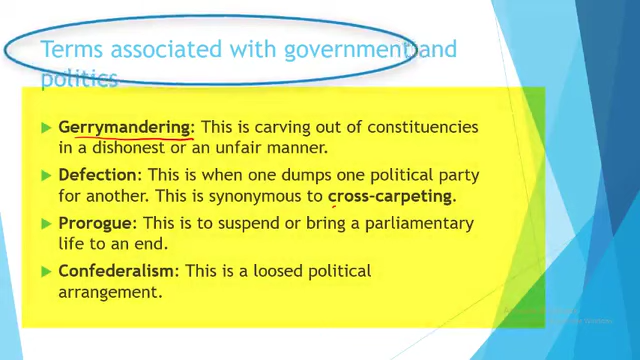 Terms associated with government and
politics
Gerrymandering: This is carving out of constituencies
in a dishonest or an unfair manner.
Defection: This is when one dumps one political party
for another. This is synonymous to cross-carpeting.
Prorogue: This is to suspend or bring a parliamentary
life to an end.
Confederalism: This is a loosed political
arrangement.